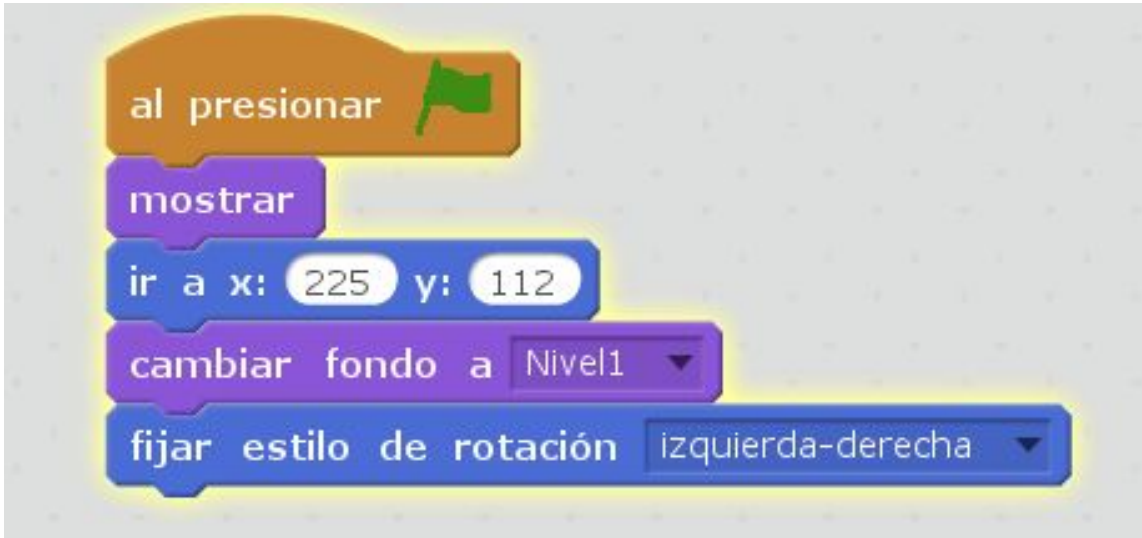 al presionar
mostrar
ir a x: 225 y: 112
cambiar fondo a Nivel1
fijar estilo de rotación izquierda-derecha